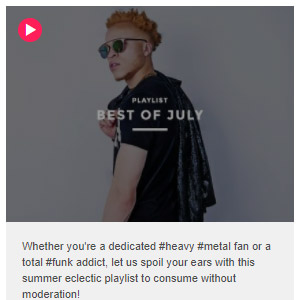 PLAYLIST
BEST OF JULY
Whether you're a dedicated #heavy #metal fan or a
total #funk addict, let us spoil your ears with this
summer eclectic playlist to consume without
moderation!